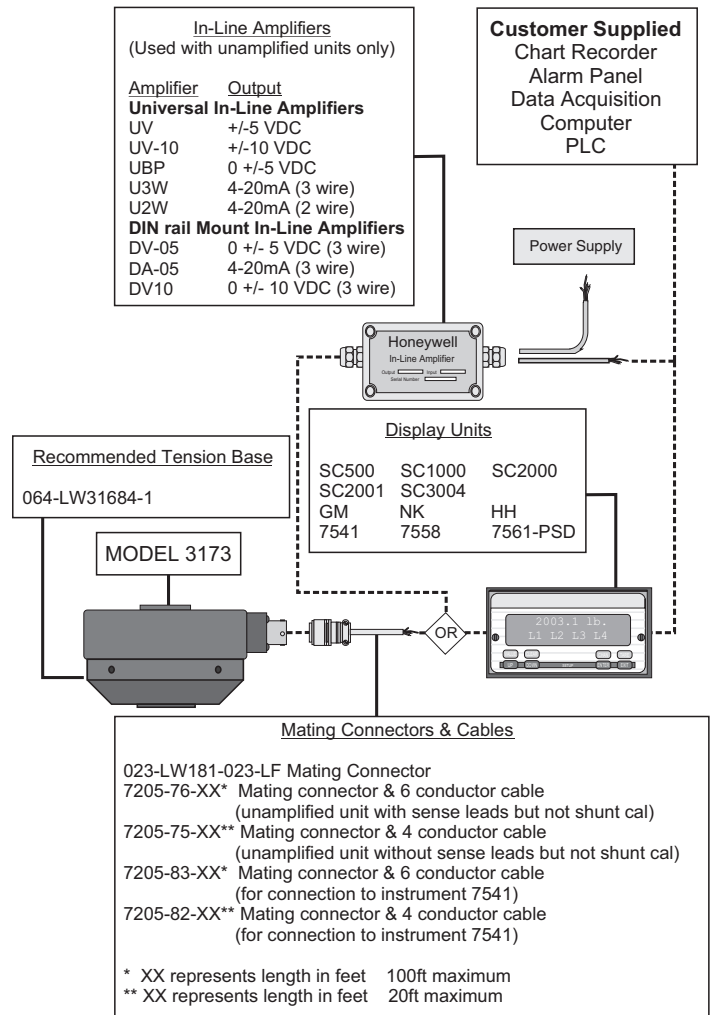 In-Line Amplifiers
(Used with unamplified units only)
Amplifier Output
Universal In-Line Amplifiers
UV +/-5 VDC
UV-10 +/-10 VDC
UBP 0 +/-5 VDC
U3W 4-20mA (3 wire)
U2W 4-20mA (2 wire)
DIN rail Mount In-Line Amplifiers
DV-05 0 +/- 5 VDC (3 wire)
DA-05 4-20mA (3 wire)
DV10 0 +/- 10 VDC (3 wire)
Customer Supplied
Chart Recorder
Alarm Panel
Data Acquisition
Computer
PLC
Power Supply
Honeywell
In-Line Amplifier
Output Input
Serial Number
Display Units
SC500 SC1000 SC2000
SC2001 SC3004
GM NK HH
7541 7558 7561-PSD
Recommended Tension Base
064-LW31684-1
MODEL 3173
OR
2003.1 lb.
L1 L2 L3 L4
SETUP
Mating Connectors & Cables
023-LW181-023-LF Mating Connector
7205-76-XX* Mating connector & 6 conductor cable
(unamplified unit with sense leads but not shunt cal)
7205-75-XX** Mating connector & 4 conductor cable
(unamplified unit without sense leads but not shunt cal)
7205-83-XX* Mating connector & 6 conductor cable
(for connection to instrument 7541)
7205-82-XX** Mating connector & 4 conductor cable
(for connection to instrument 7541)
* XX represents length in feet 100ft maximum
** XX represents length in feet 20ft maximum